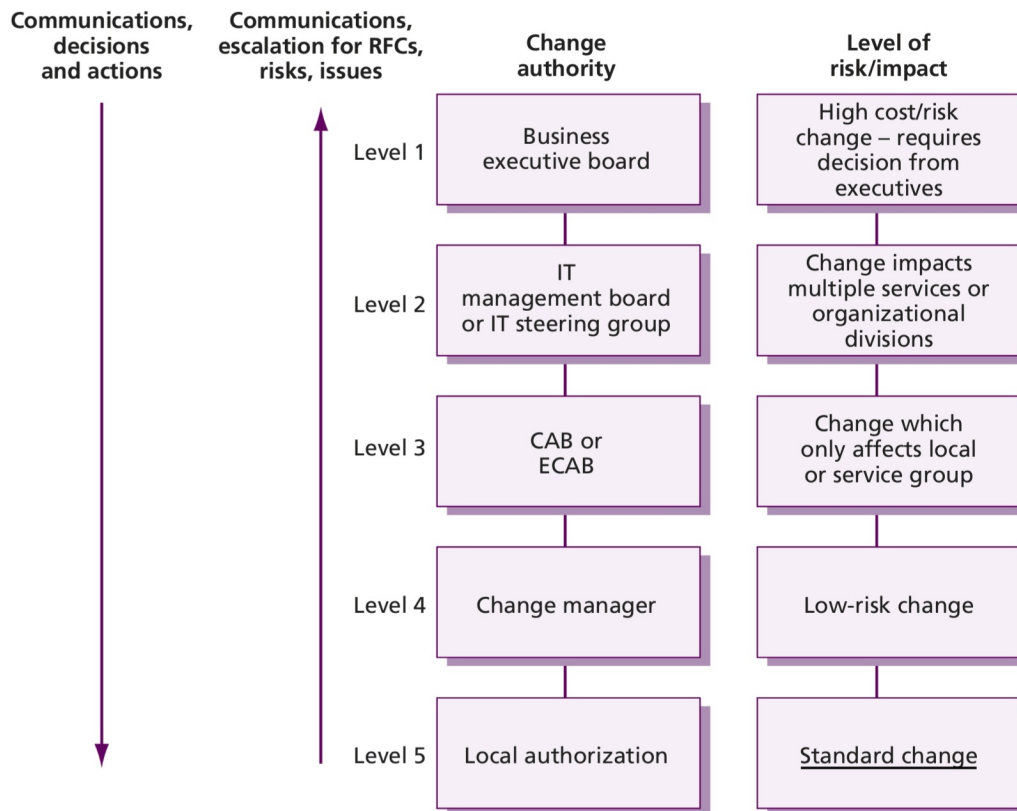 Communications,
decisions
and actions
Communications,
escalation for RFCs,
risks, issues
Change
authority
Level of
risk/impact
Level 1
Business
executive board
High cost/risk
change – requires
decision from
executives
Level 2
IT
management board
or IT steering group
Change impacts
multiple services or
organizational
divisions
Level 3
CAB or
ECAB
Change which
only affects local
or service group
Level 4
Change manager
Low-risk change
Level 5
Local authorization
Standard change